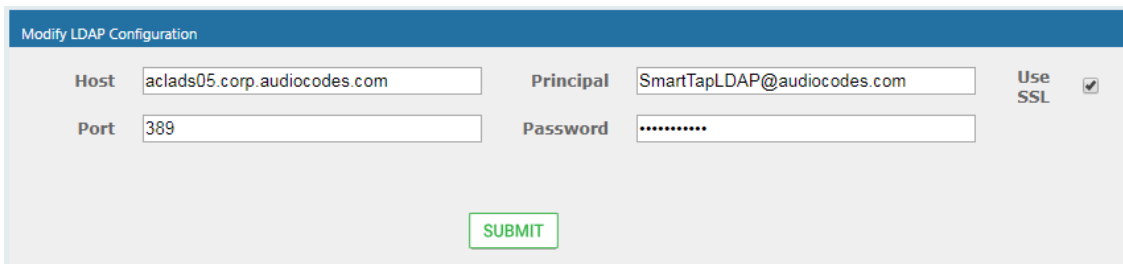 Modify LDAP Configuration
Host aclads05.corp.audiocodes.com Principal SmartTapLDAP@audiocodes.com Use SSL
Port 389 Password •••••••••••
SUBMIT